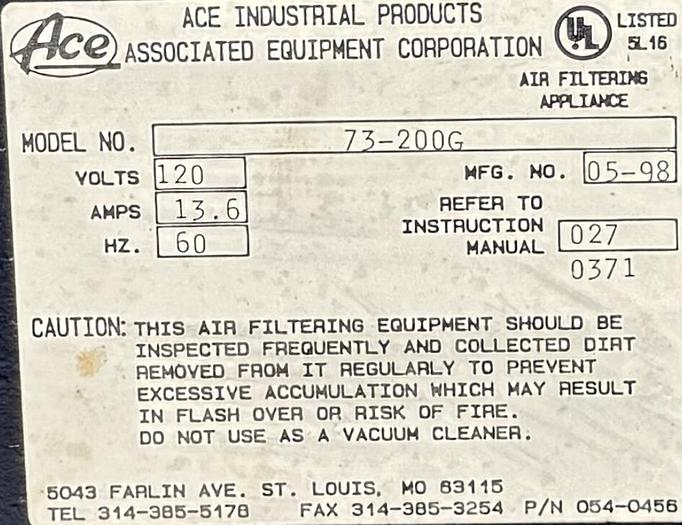 Ace
ACE INDUSTRIAL PRODUCTS
ASSOCIATED EQUIPMENT CORPORATION
UL LISTED
5L16
AIR FILTERING
APPLIANCE
MODEL NO. 73-200G
VOLTS 120 MFG. NO. 05-98
AMPS 13.6 REFER TO
INSTRUCTION
MANUAL 027
HZ. 60
0371
CAUTION: THIS AIR FILTERING EQUIPMENT SHOULD BE
INSPECTED FREQUENTLY AND COLLECTED DIRT
REMOVED FROM IT REGULARLY TO PREVENT
EXCESSIVE ACCUMULATION WHICH MAY RESULT
IN FLASH OVER OR RISK OF FIRE.
DO NOT USE AS A VACUUM CLEANER.
5043 FARLIN AVE. ST. LOUIS, MO 63115
TEL 314-385-5178 FAX 314-385-3254 P/N 054-0456